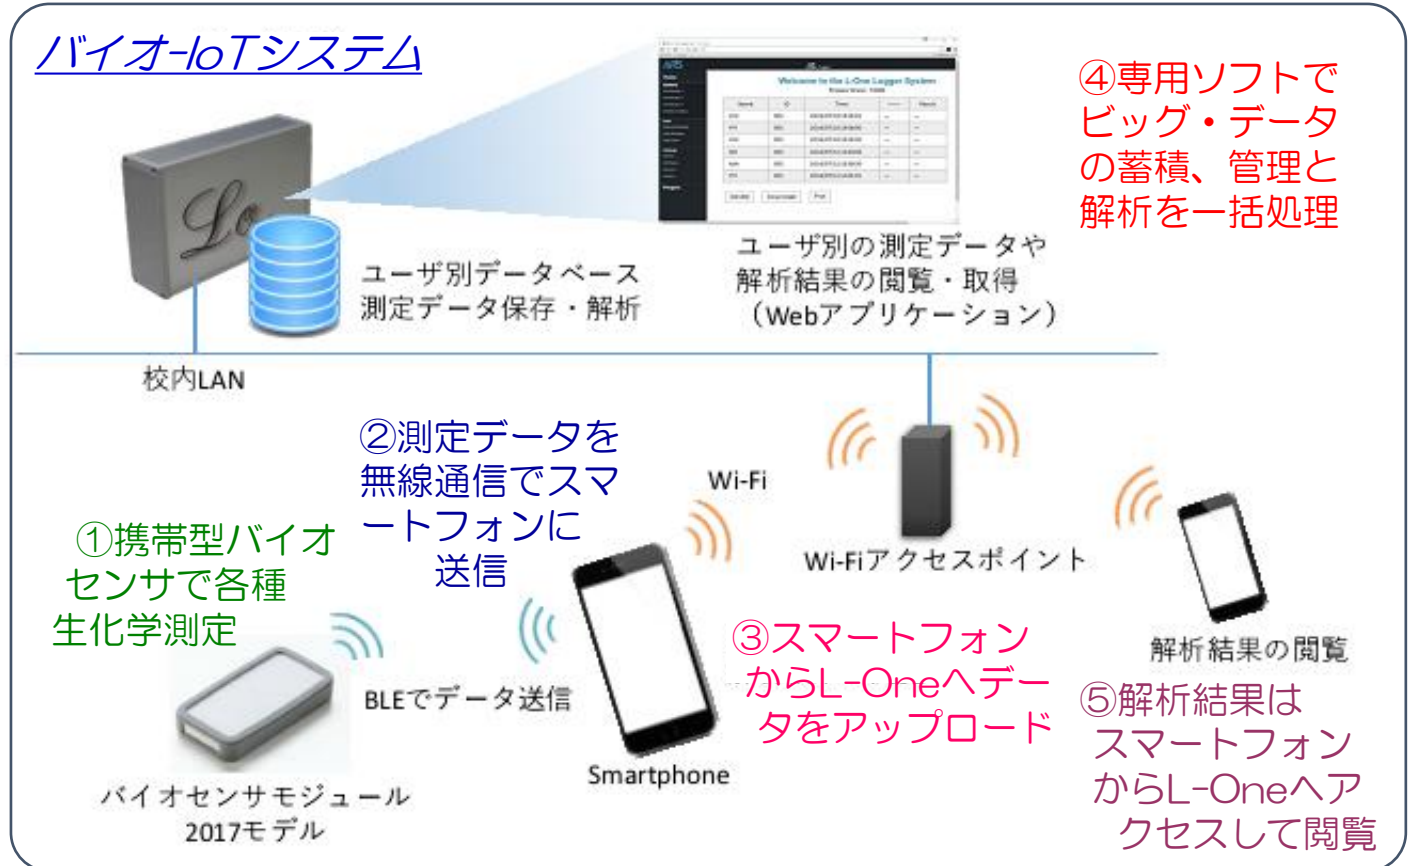 バイオ-IoTシステム
Lo
Welcome to the L-One Logger System
ユーザ別データベース
測定データ保存・解析
ユーザ別の測定データや
解析結果の閲覧・取得
（Webアプリケーション）
④専用ソフトで
ビッグ・データ
の蓄積、管理と
解析を一括処理
校内LAN
①携帯型バイオ
センサで各種
生化学測定
②測定データを
無線通信でスマ
ートフォンに
送信
Wi-Fi
Wi-Fiアクセスポイント
BLEでデータ送信
バイオセンサモジュール
2017モデル
Smartphone
③スマートフォン
からL-Oneへデー
タをアップロード
解析結果の閲覧
⑤解析結果は
スマートフォン
からL-Oneへア
クセスして閲覧